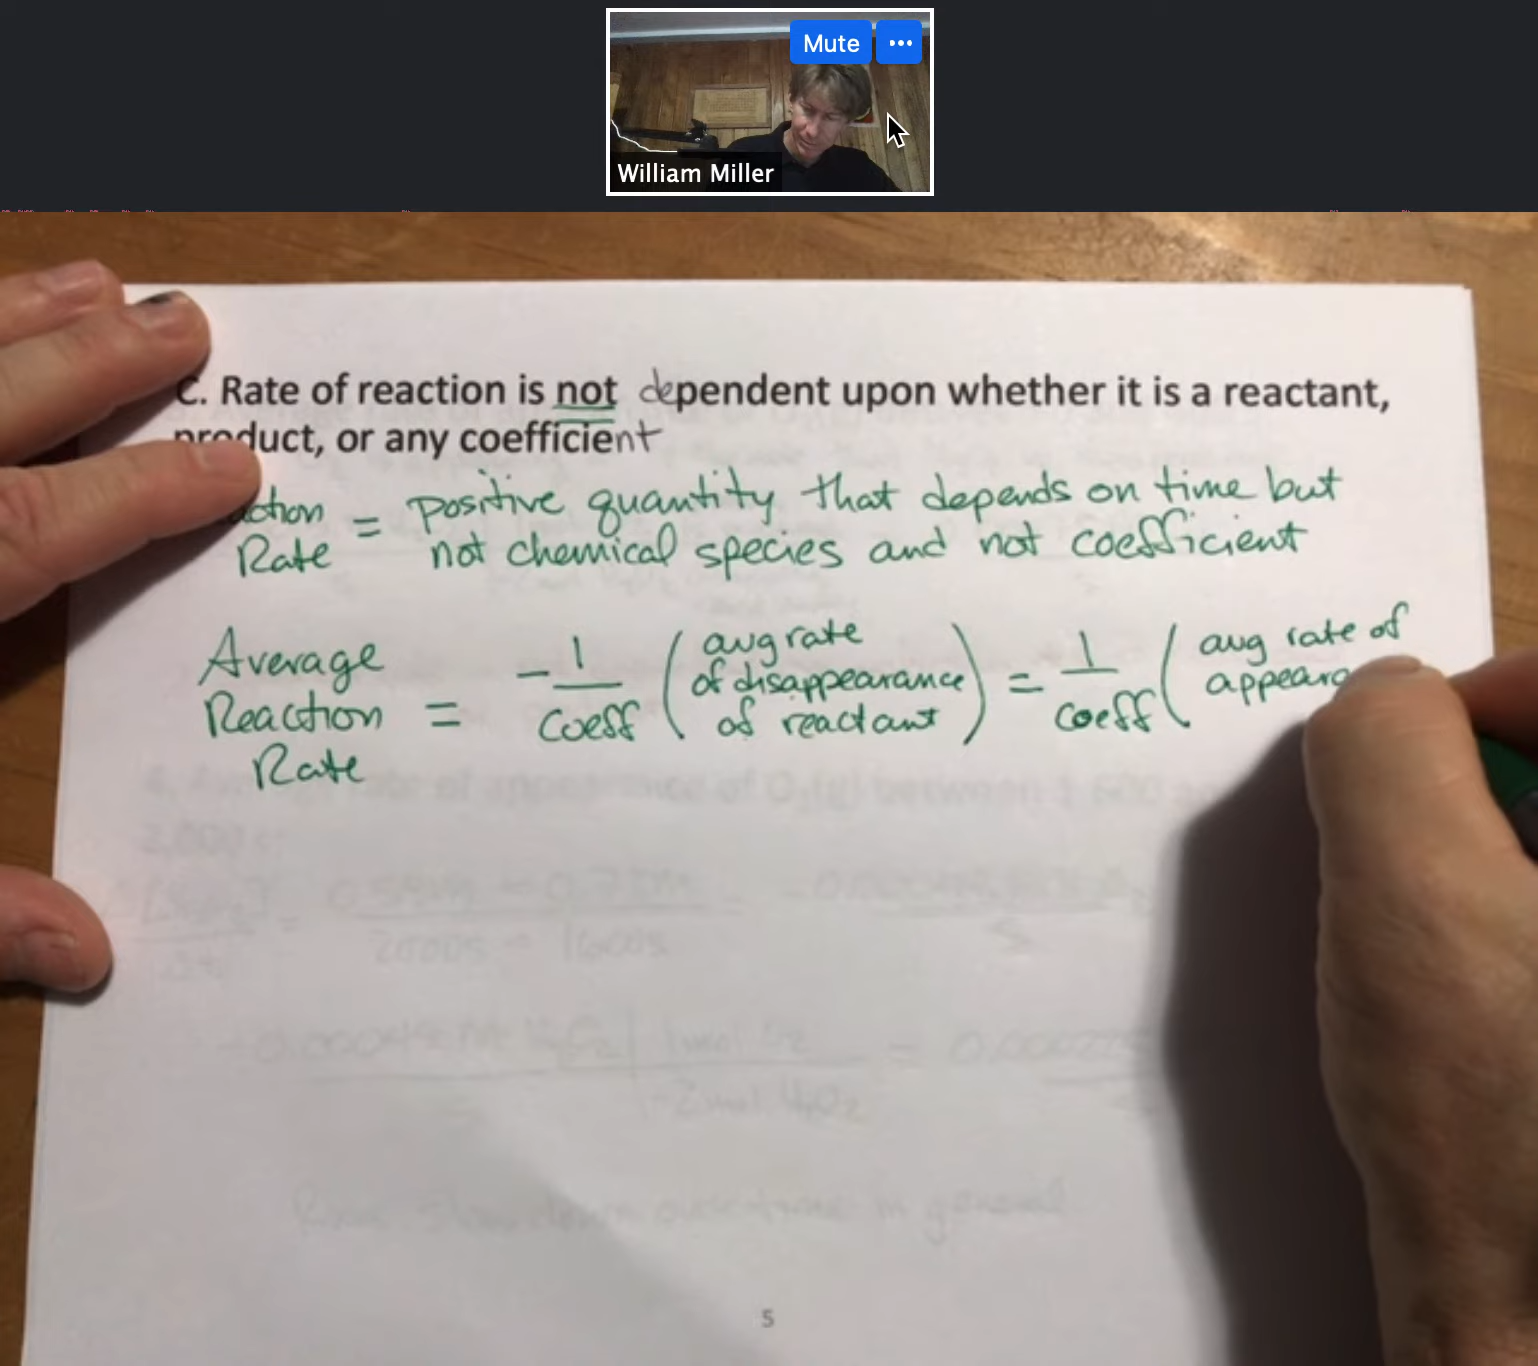 Mute
William Miller
C. Rate of reaction is not dependent upon whether it is a reactant,
product, or any coefficient
ction = positive quantity that depends on time but
Rate not chemical species and not coefficient
Average
Reaction
Rate
= - 1
coeff
( avg rate
of disappearance
of reactant )
= 1
coeff
( avg rate of
appeara
5